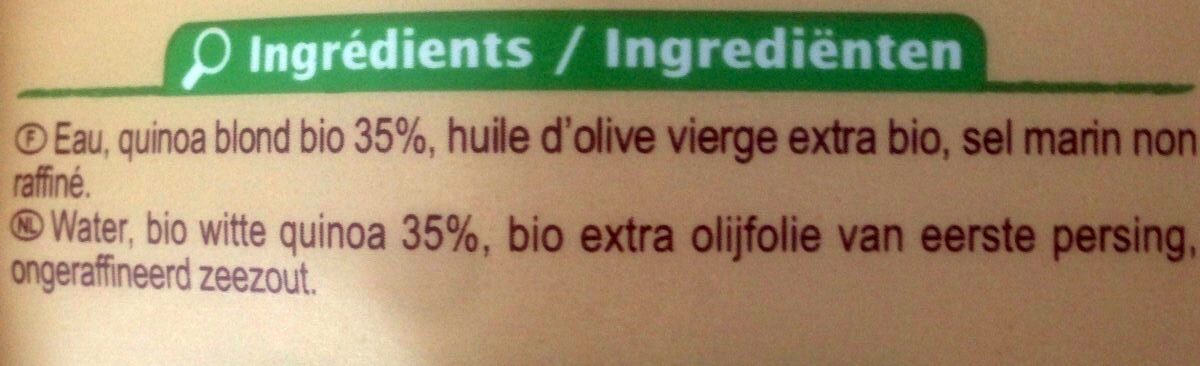 Ingrédients / Ingrediënten
F Eau, quinoa blond bio 35%, huile d'olive vierge extra bio, sel marin non
raffiné.
NL Water, bio witte quinoa 35%, bio extra olijfolie van eerste persing,
ongeraffineerd zeezout.